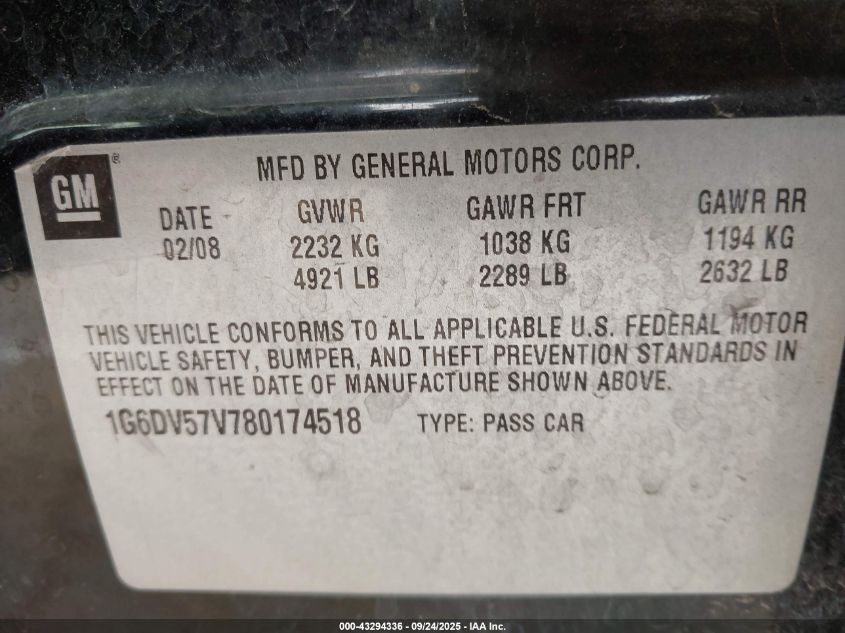 MFD BY GENERAL MOTORS CORP.
GM®
DATE GVWR GAWR FRT GAWR RR
02/08 2232 KG 1038 KG 1194 KG
4921 LB 2289 LB 2632 LB
THIS VEHICLE CONFORMS TO ALL APPLICABLE U.S. FEDERAL MOTOR
VEHICLE SAFETY, BUMPER, AND THEFT PREVENTION STANDARDS IN
EFFECT ON THE DATE OF MANUFACTURE SHOWN ABOVE.
1G6DV57V780174518 TYPE: PASS CAR
000-43294336 - 09/24/2025 - IAA Inc.